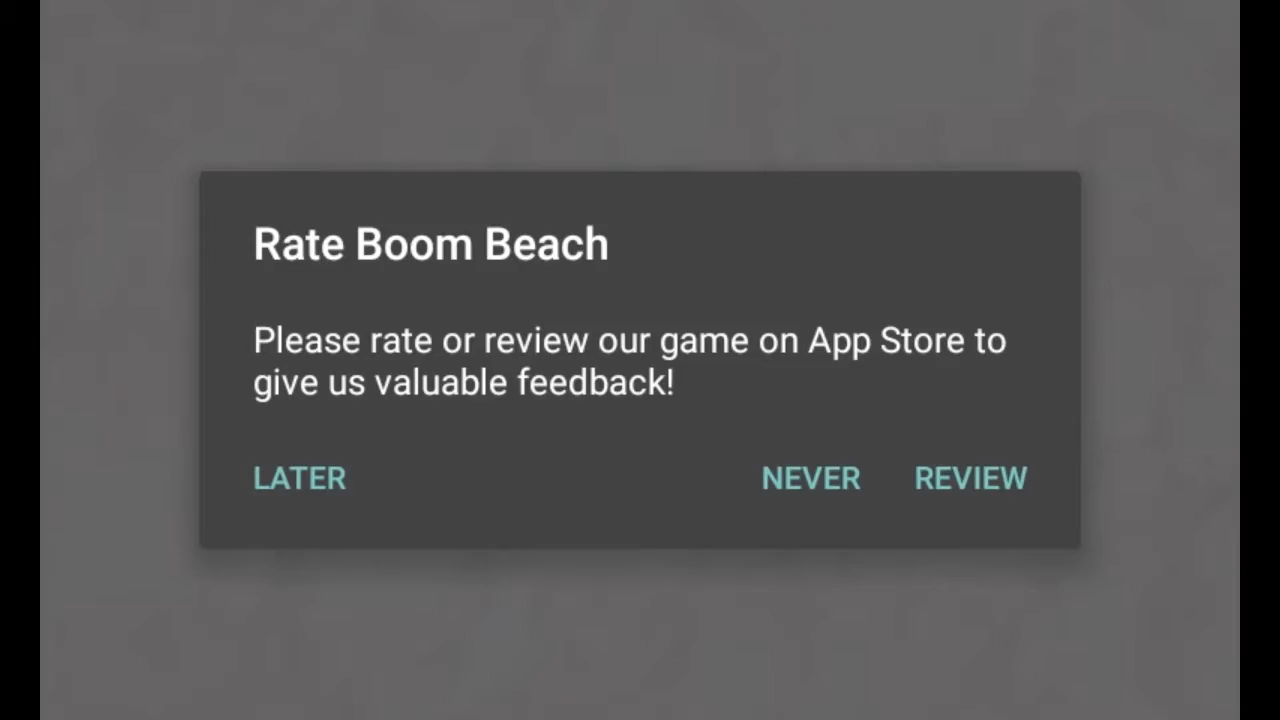 Rate Boom Beach
Please rate or review our game on App Store to
give us valuable feedback!
LATER NEVER REVIEW